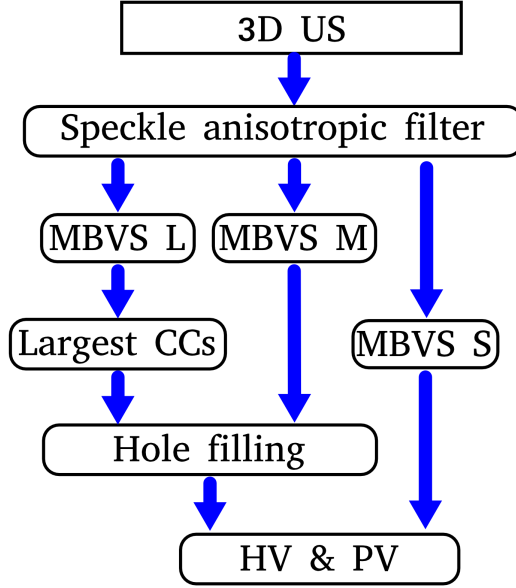 3D US
Speckle anisotropic filter
MBVS L
MBVS M
Largest CCs
MBVS S
Hole filling
HV & PV